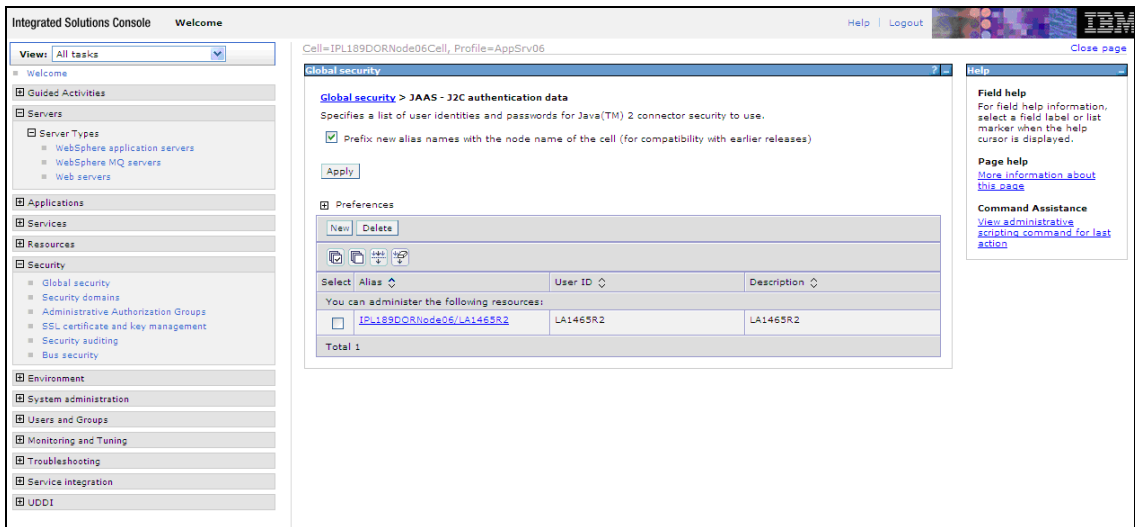 Integrated Solutions Console Welcome Help | Logout IBM
View: All tasks
Cell=IPL189DORNode06Cell, Profile=AppSrv06
Close page
Welcome
Guided Activities
Servers
Server Types
WebSphere application servers
WebSphere MQ servers
Web servers
Applications
Services
Resources
Security
Global security
Security domains
Administrative Authorization Groups
SSL certificate and key management
Security auditing
Bus security
Environment
System administration
Users and Groups
Monitoring and Tuning
Troubleshooting
Service integration
UDDI
Global security ? _
Global security > JAAS - J2C authentication data
Specifies a list of user identities and passwords for Java(TM) 2 connector security to use.
Prefix new alias names with the node name of the cell (for compatibility with earlier releases)
Apply
Preferences
New Delete
Select Alias User ID Description
You can administer the following resources:
IPL189DORNode06/LA1465R2 LA1465R2 LA1465R2
Total 1
Help _
Field help
For field help information,
select a field label or list
marker when the help
cursor is displayed.
Page help
More information about
this page
Command Assistance
View administrative
scripting command for last
action